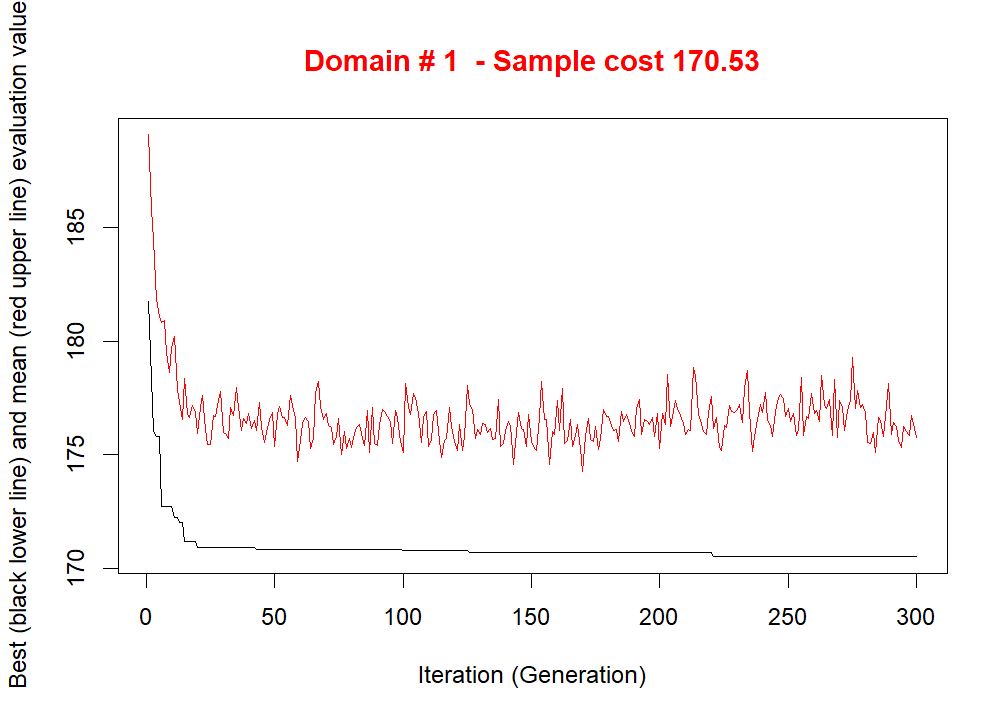 Domain # 1  - Sample cost 170.53
Best (black lower line) and mean (red upper line) evaluation value
185
180
175
170
0 50 100 150 200 250 300
Iteration (Generation)